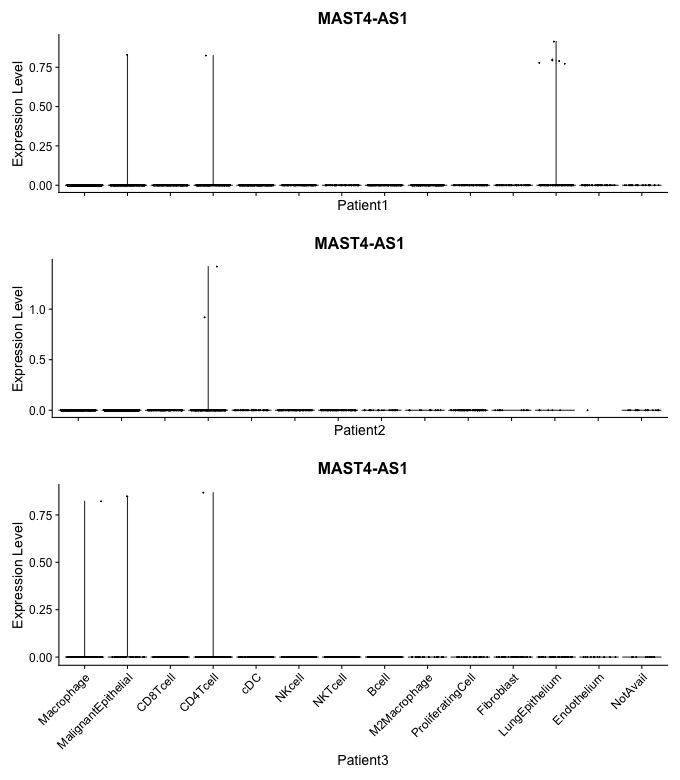 MAST4-AS1
Expression Level
0.75
0.50
0.25
0.00
Patient1
MAST4-AS1
Expression Level
1.0
0.5
0.0
Patient2
MAST4-AS1
Expression Level
0.75
0.50
0.25
0.00
Macrophage
MalignantEpithelial
CD8Tcell
CD4Tcell
cDC
NKcell
NKTcell
Bcell
M2Macrophage
ProliferatingCell
Fibroblast
LungEpithelium
Endothelium
NotAvail
Patient3